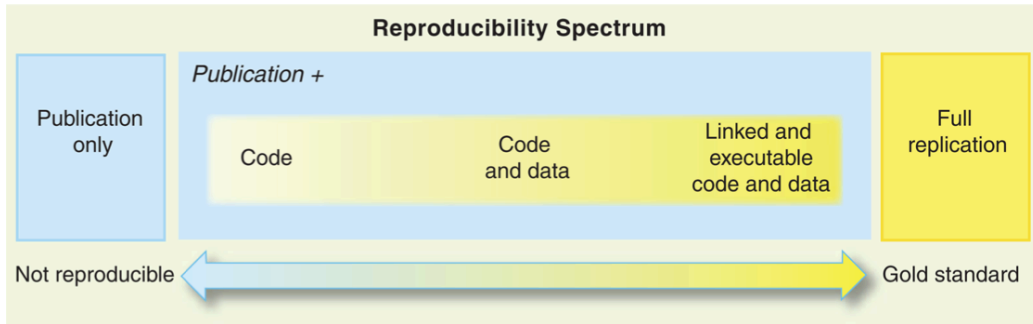 Reproducibility Spectrum
Publication
only
Publication +
Code
Code
and data
Linked and
executable
code and data
Full
replication
Not reproducible
Gold standard